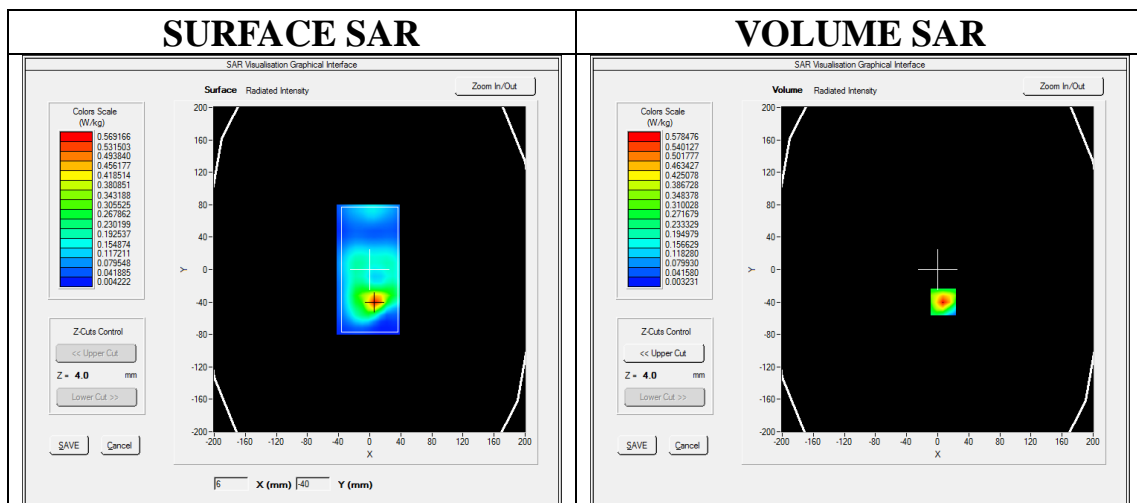 SURFACE SAR
SAR Visualisation Graphical Interface
Surface Radiated Intensity
Zoom In/Out
Colors Scale
(W/kg)
0.569166
0.531503
0.493840
0.456177
0.418514
0.380851
0.343188
0.305525
0.267862
0.230199
0.192537
0.154874
0.117211
0.079548
0.041885
0.004222
Z-Cuts Control
<< Upper Cut
Z = 4.0 mm
Lower Cut >>
SAVE Cancel
200
160
120
80
40
0
-40
-80
-120
-160
-200
Y
-200 -160 -120 -80 -40 0 40 80 120 160 200
X
6 X (mm) -40 Y (mm)
VOLUME SAR
SAR Visualisation Graphical Interface
Volume Radiated Intensity
Zoom In/Out
Colors Scale
(W/kg)
0.578476
0.540127
0.501777
0.463427
0.425078
0.386728
0.348378
0.310028
0.271679
0.233329
0.194979
0.156629
0.118280
0.079930
0.041580
0.003231
Z-Cuts Control
<< Upper Cut
Z = 4.0 mm
Lower Cut >>
SAVE Cancel
200
160
120
80
40
0
-40
-80
-120
-160
-200
Y
-200 -160 -120 -80 -40 0 40 80 120 160 200
X